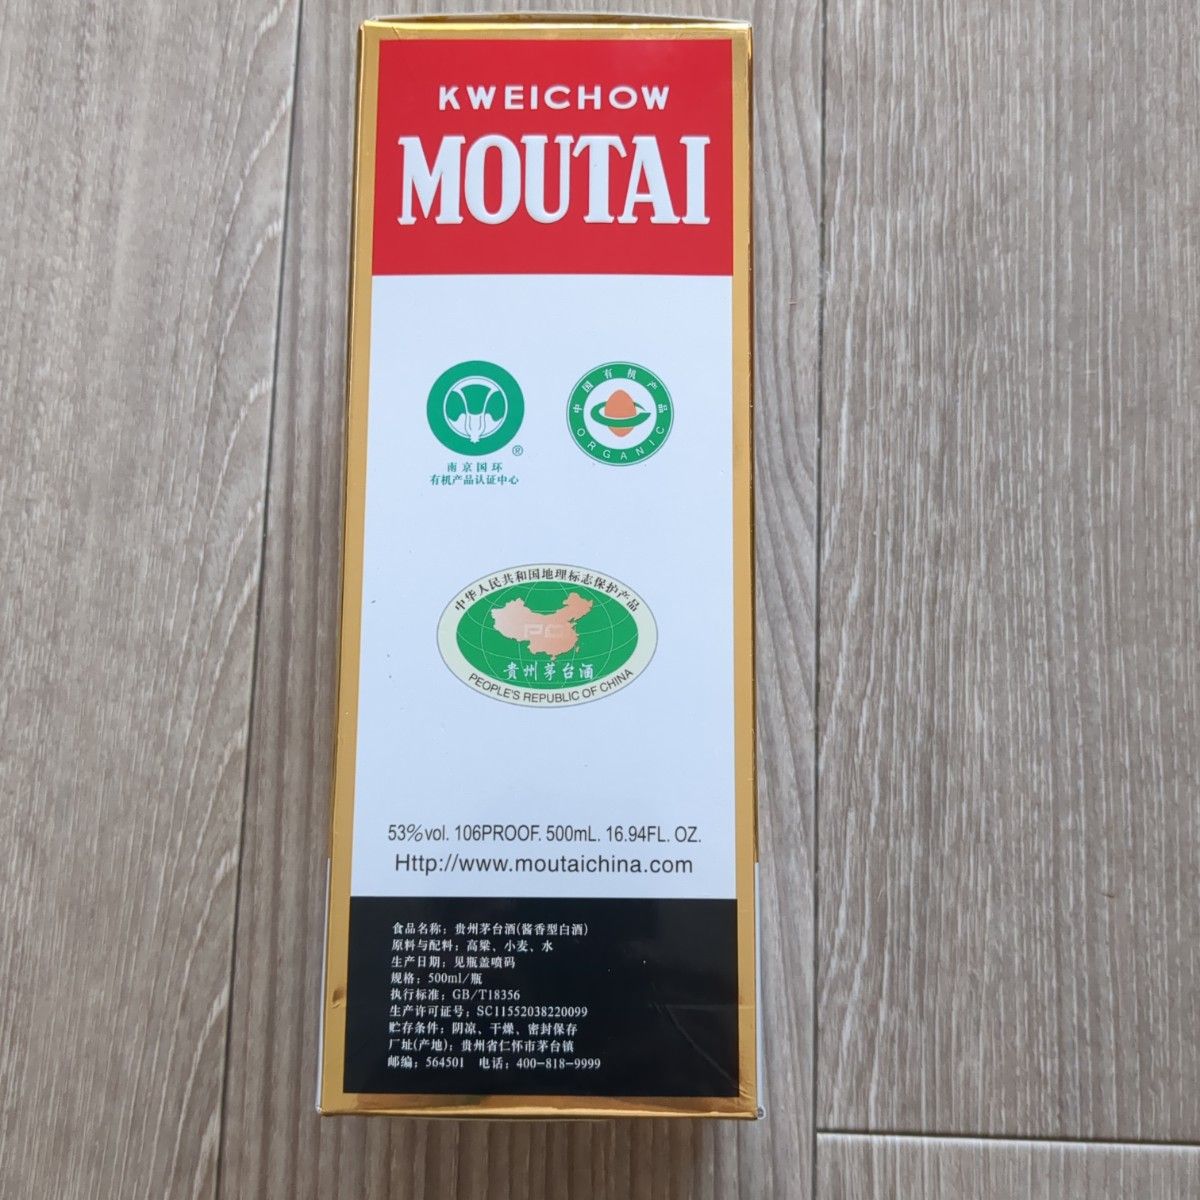 KWEICHOW
MOUTAI
中国有机产品
ORGANIC
®
南京国环
有机产品认证中心
中华人民共和国地理标志保护产品
PG
贵州茅台酒
PEOPLE'S REPUBLIC OF CHINA
53%vol. 106PROOF. 500mL. 16.94FL. OZ.
Http://www.moutaichina.com
食品名称：贵州茅台酒(酱香型白酒)
原料与配料：高粱、小麦、水
生产日期：见瓶盖喷码
规格：500ml/瓶
执行标准：GB/T18356
生产许可证号：SC11552038220099
贮存条件：阴凉、干燥、密封保存
厂址(产地)：贵州省仁怀市茅台镇
邮编：564501 电话：400-818-9999